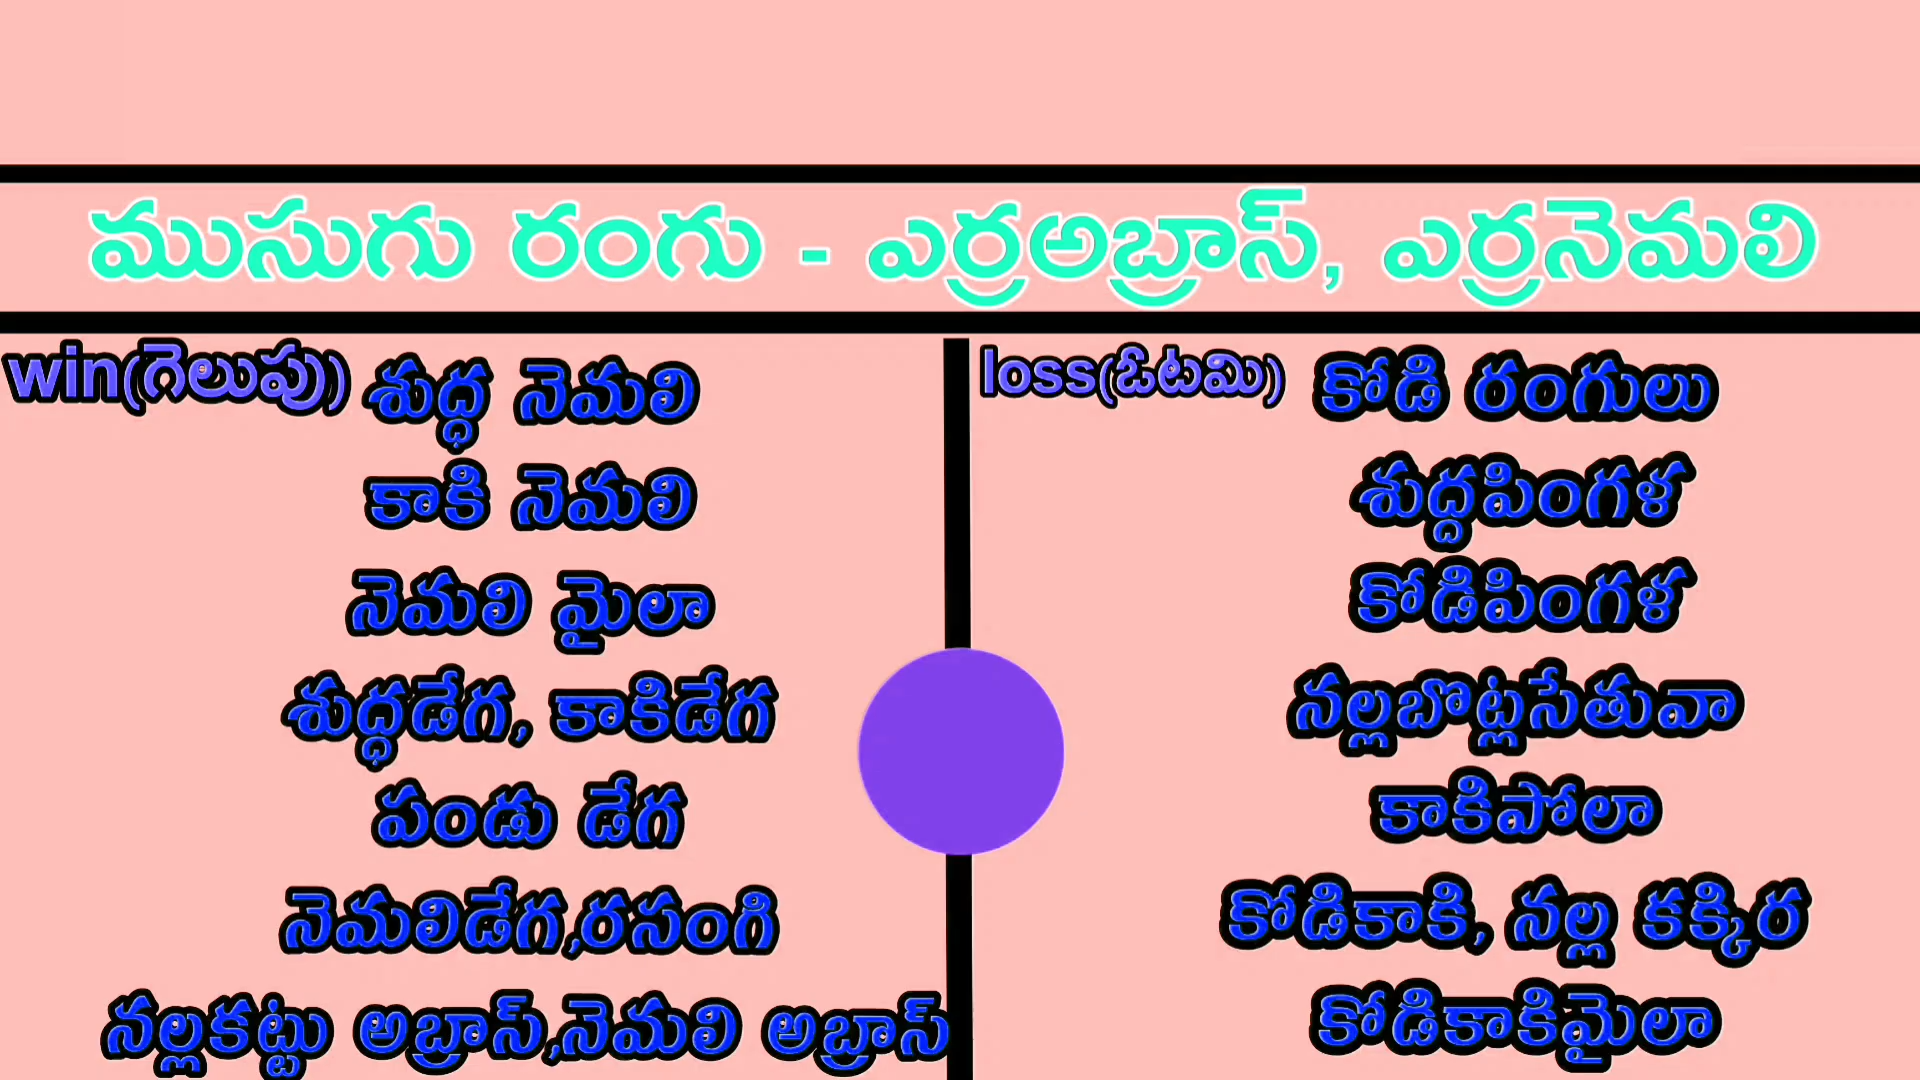 ముసుగు రంగు - ఎర్రఅబ్రాస్, ఎర్రనెమలి
win(గెలుపు) శుద్ధ నెమలి
కాకి నెమలి
నెమలి మైలా
శుద్ధడేగ, కాకిడేగ
పండు డేగ
నెమలిడేగ,రసంగి
నల్లకట్టు అబ్రాస్,నెమలి అబ్రాస్
loss(ఓటమి) కోడి రంగులు
శుద్దపింగళ
కోడిపింగళ
నల్లబొట్లసేతువా
కాకిపోలా
కోడికాకి, నల్ల కక్కిర
కోడికాకిమైలా